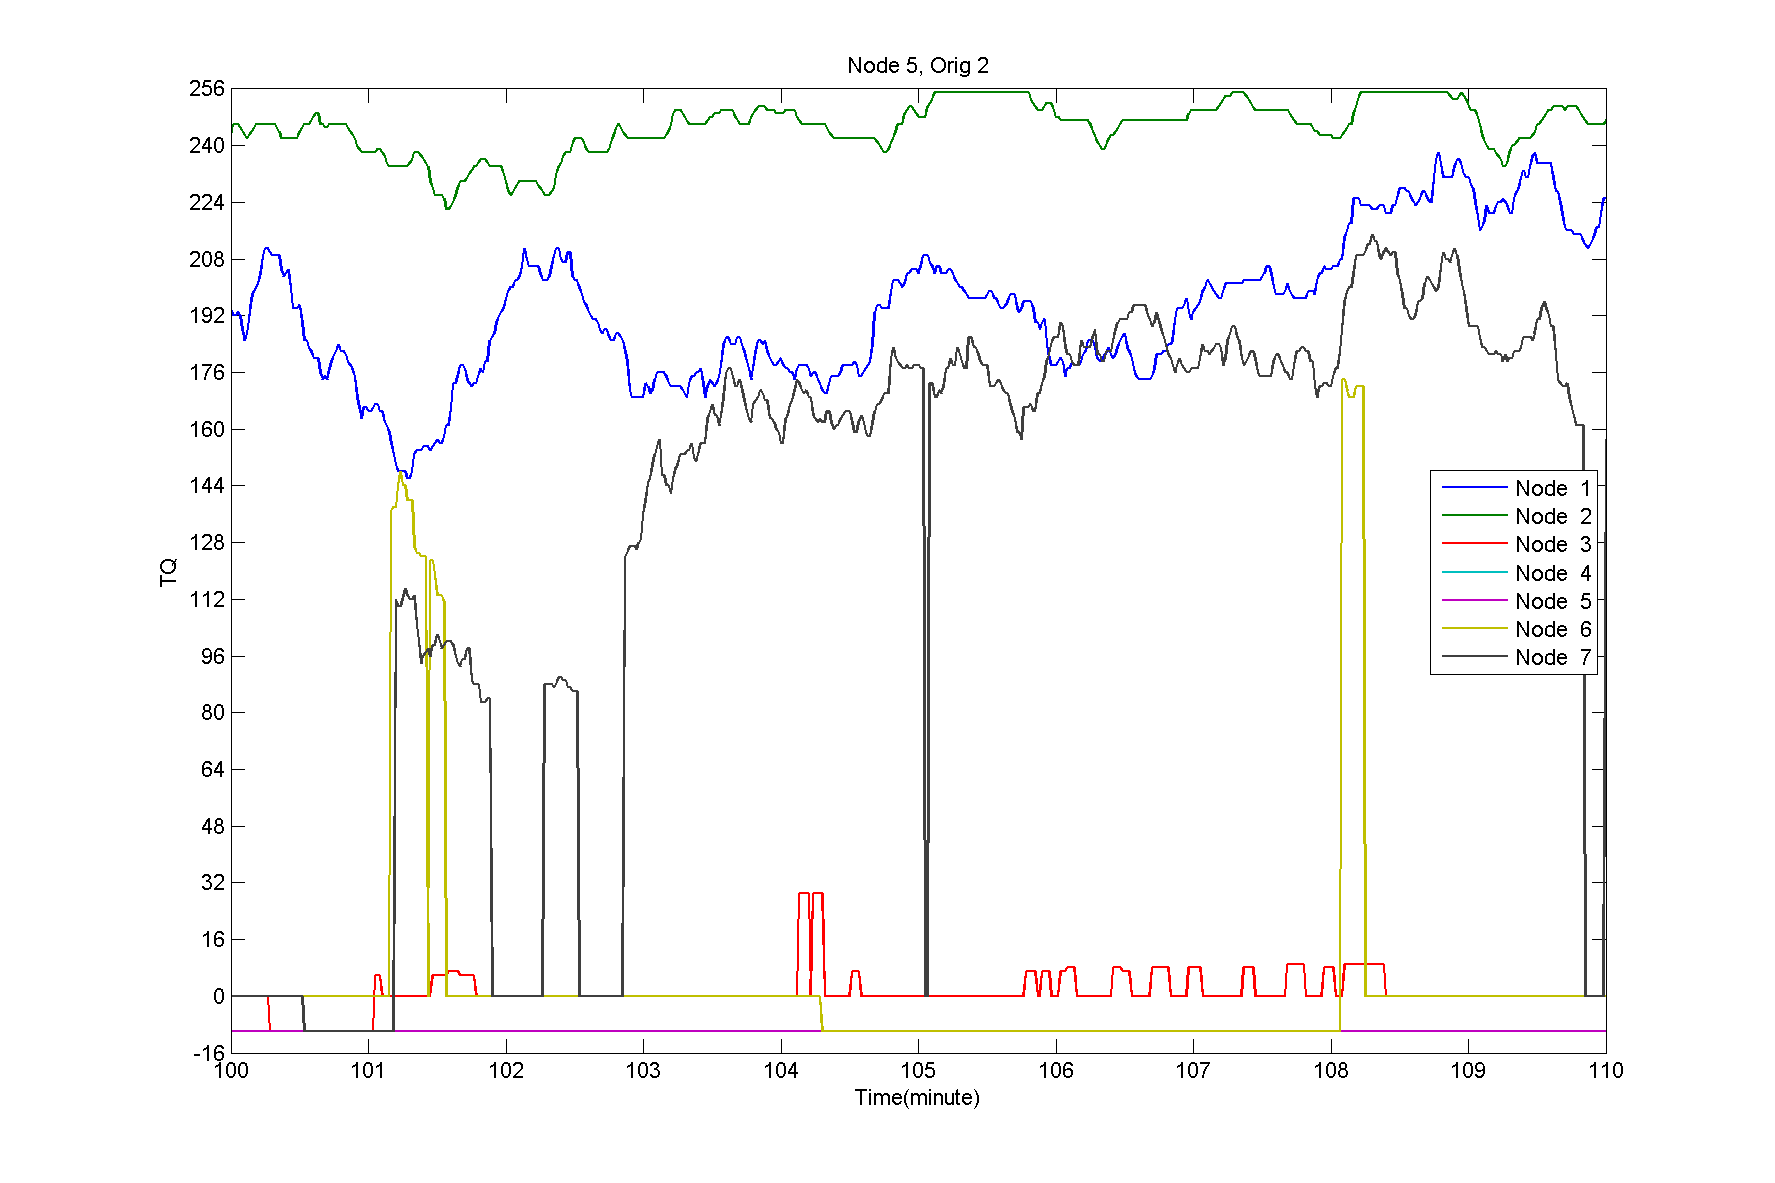 Node 5, Orig 2
256
240
224
208
192
176
160
144
128
112
96
80
64
48
32
16
0
-16
TQ
Node 1
Node 2
Node 3
Node 4
Node 5
Node 6
Node 7
100 101 102 103 104 105 106 107 108 109 110
Time(minute)